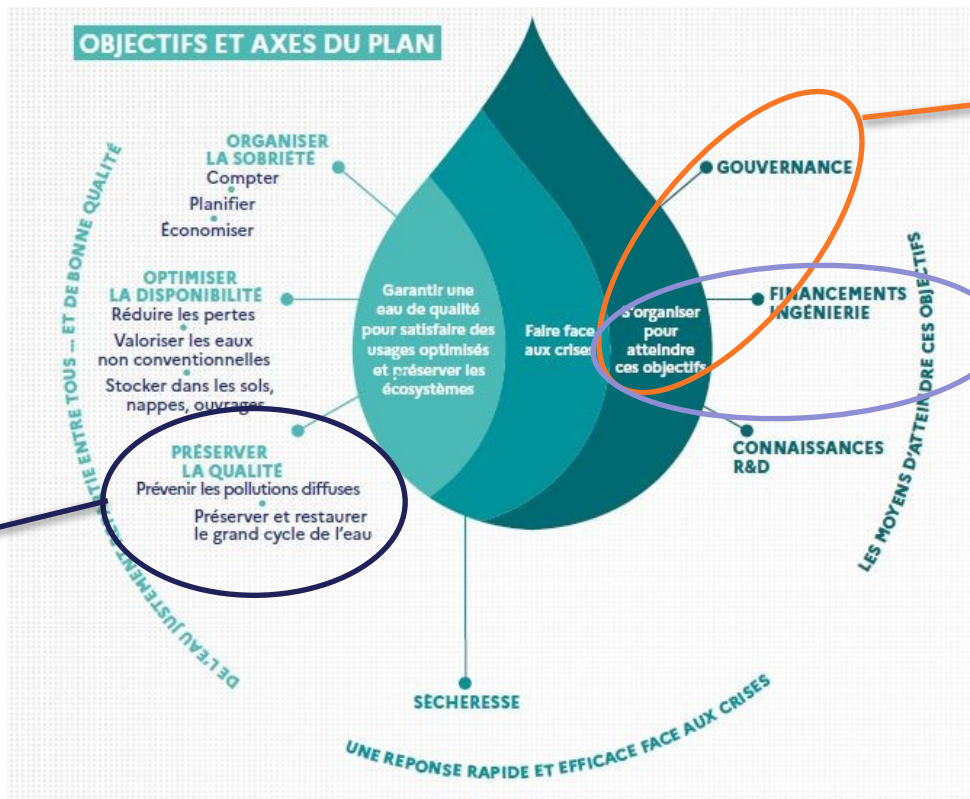 OBJECTIFS ET AXES DU PLAN
ORGANISER
LA SOBRIÉTÉ
Compter
Planifier
Économiser
OPTIMISER
LA DISPONIBILITÉ
Réduire les pertes
Valoriser les eaux
non conventionnelles
Stocker dans les sols,
nappes, ouvrages
PRÉSERVER
LA QUALITÉ
Prévenir les pollutions diffuses
Préserver et restaurer
le grand cycle de l'eau
DE L'EAU JUSTEMENT RÉPARTIE ENTRE TOUS ... ET DE BONNE QUALITÉ
Garantir une
eau de qualité
pour satisfaire des
usages optimisés
et préserver les
écosystèmes
Faire face
aux crises
S'organiser
pour
atteindre
ces objectifs
GOUVERNANCE
FINANCEMENTS
INGÉNIERIE
CONNAISSANCES
R&D
LES MOYENS D'ATTEINDRE CES OBJECTIFS
SÈCHERESSE
UNE REPONSE RAPIDE ET EFFICACE FACE AUX CRISES